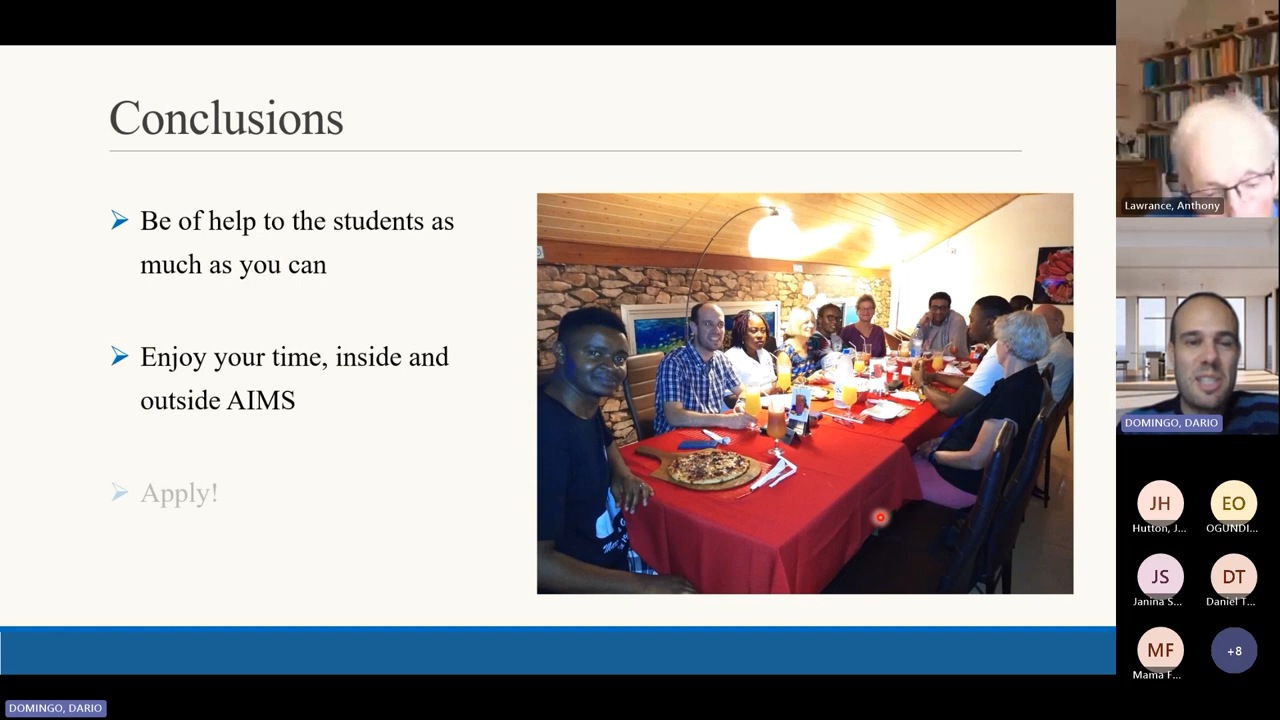 Conclusions
Be of help to the students as
much as you can
Enjoy your time, inside and
outside AIMS
Apply!
Lawrance, Anthony
DOMINGO, DARIO
JH
EO
Hutton, J...
OGUNDI...
JS
DT
Janina S...
Daniel T...
MF
+8
Mama F...
DOMINGO, DARIO